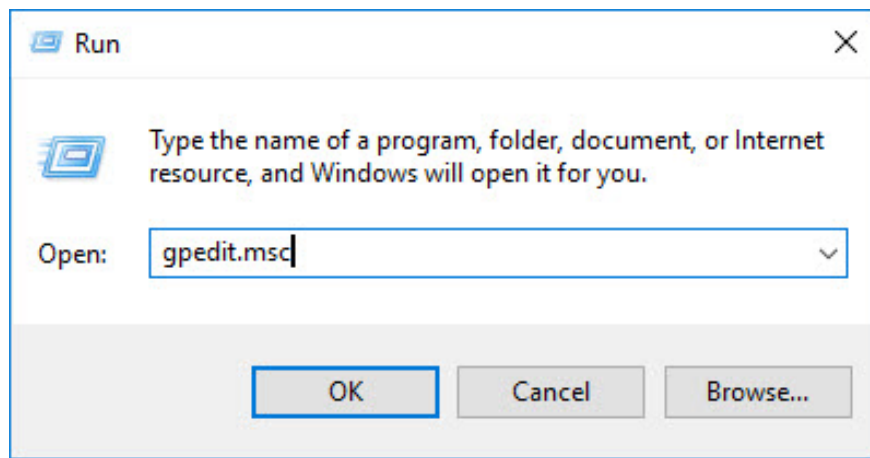 Run
Type the name of a program, folder, document, or Internet
resource, and Windows will open it for you.
Open: gpedit.msc
OK Cancel Browse...